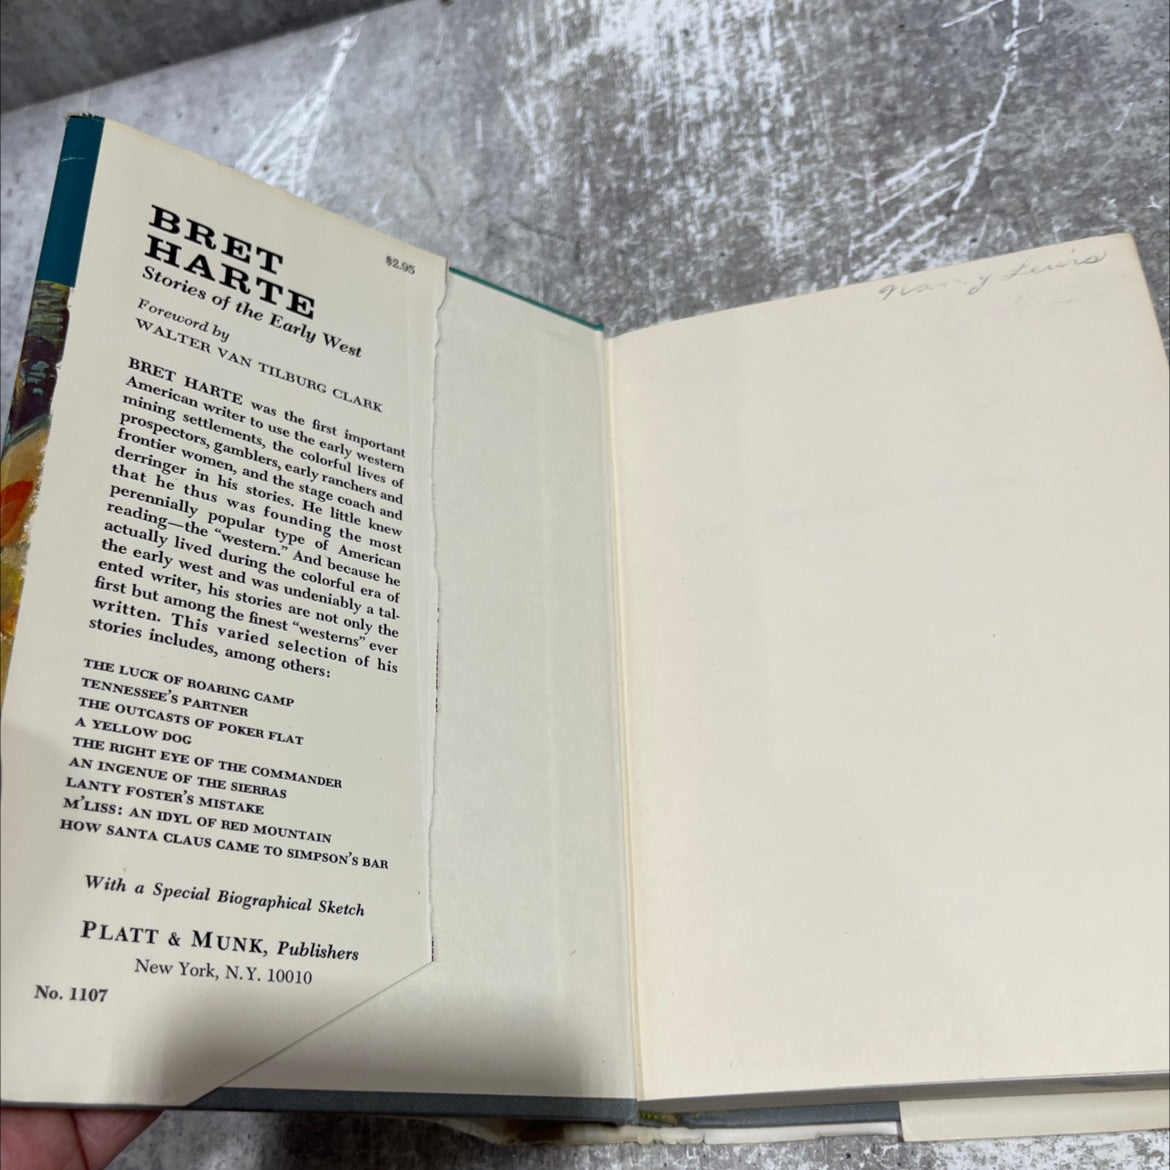 BRET
HARTE
$2.95
Stories of the Early West
Foreword by
WALTER VAN TILBURG CLARK
BRET HARTE was the first important
American writer to use the early western
mining settlements, the colorful lives of
prospectors, gamblers, early ranchers and
frontier women, and the stage coach and
derringer in his stories. He little knew
that he thus was founding the most
perennially popular type of American
reading—the “western.” And because he
actually lived during the colorful era of
the early west and was undeniably a tal-
ented writer, his stories are not only the
first but among the finest “westerns” ever
written. This varied selection of his
stories includes, among others:
THE LUCK OF ROARING CAMP
TENNESSEE'S PARTNER
THE OUTCASTS OF POKER FLAT
A YELLOW DOG
THE RIGHT EYE OF THE COMMANDER
AN INGENUE OF THE SIERRAS
LANTY FOSTER'S MISTAKE
M'LISS: AN IDYL OF RED MOUNTAIN
HOW SANTA CLAUS CAME TO SIMPSON'S BAR
With a Special Biographical Sketch
PLATT & MUNK, Publishers
New York, N.Y. 10010
No. 1107
Nancy Lewis